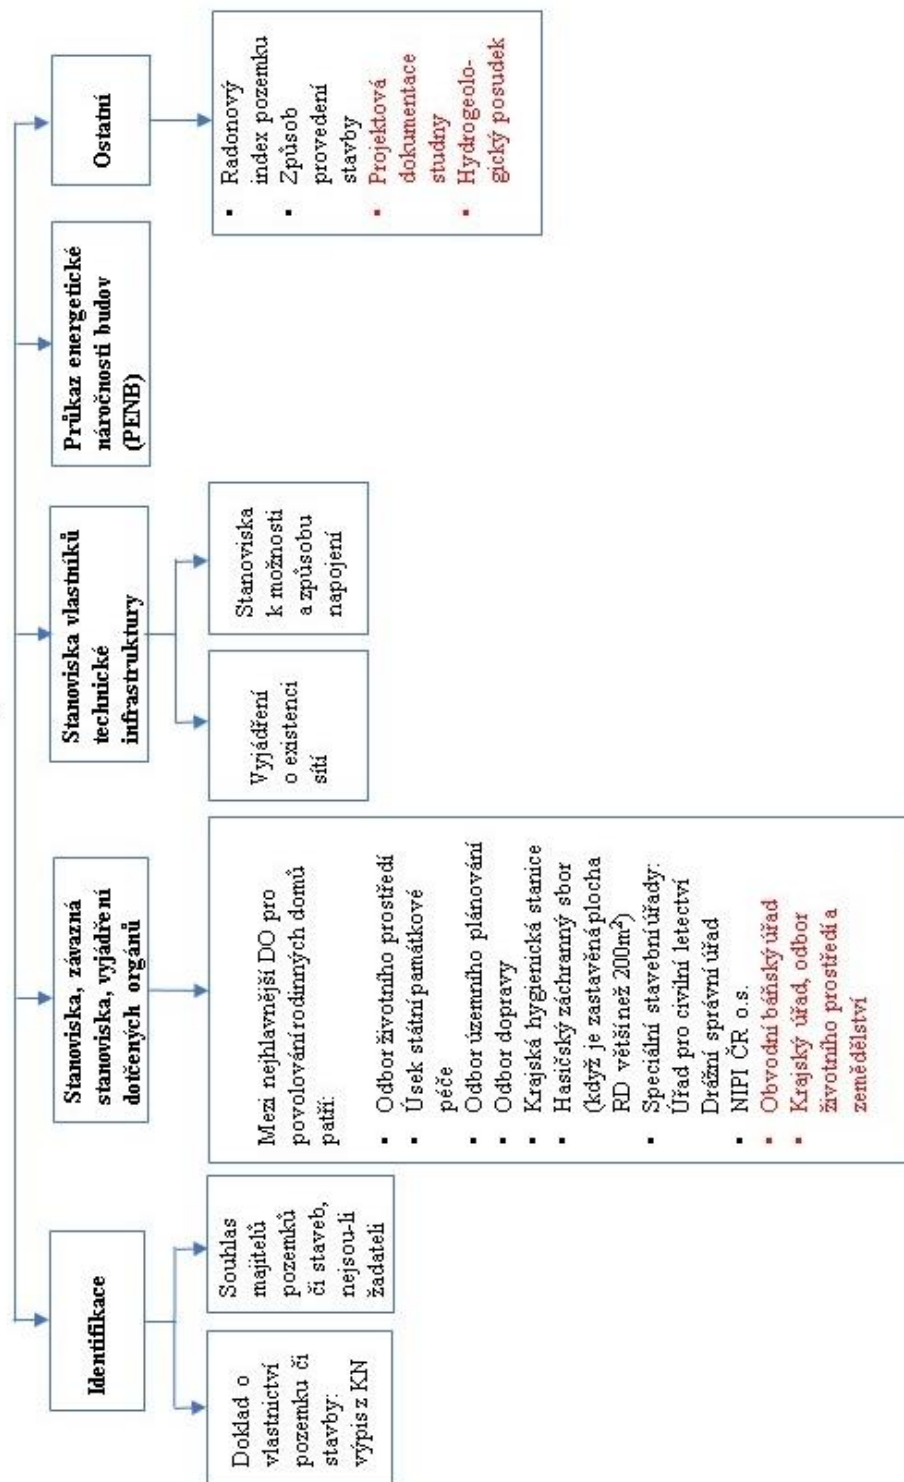 Identifikace
Doklad o
vlastnictví
pozemku či
stavby:
výpis z KN
Souhlas
majitelů
pozemků
či staveb,
nejsou-li
žadateli
Stanoviska, závazná
stanoviska, vyjádření
dotčených orgánů
Mezi nejhlavnější DO pro
povolování rodinných domů
patří:
▪ Odbor životního prostředí
▪ Úsek státní památkové
péče
▪ Odbor územního plánování
▪ Odbor dopravy
▪ Krajská hygienická stanice
▪ Hasičský záchranný sbor
(když je zastavěná plocha
RD větší než 200m²)
▪ Speciální stavební úřady:
Úřad pro civilní letectví
Drážní správní úřad
▪ NIPI ČR o.s.
▪ Obvodní báňský úřad
▪ Krajský úřad, odbor
životního prostředí a
zemědělství
Stanoviska vlastníků
technické
infrastruktury
Vyjádření
o existenci
sítí
Stanoviska
k možnosti
a způsobu
napojení
Průkaz energetické
náročnosti budov
(PENB)
Ostatní
▪ Radonový
index pozemku
▪ Způsob
provedení
stavby
▪ Projektová
dokumentace
studny
▪ Hydrogeolo-
gický posudek